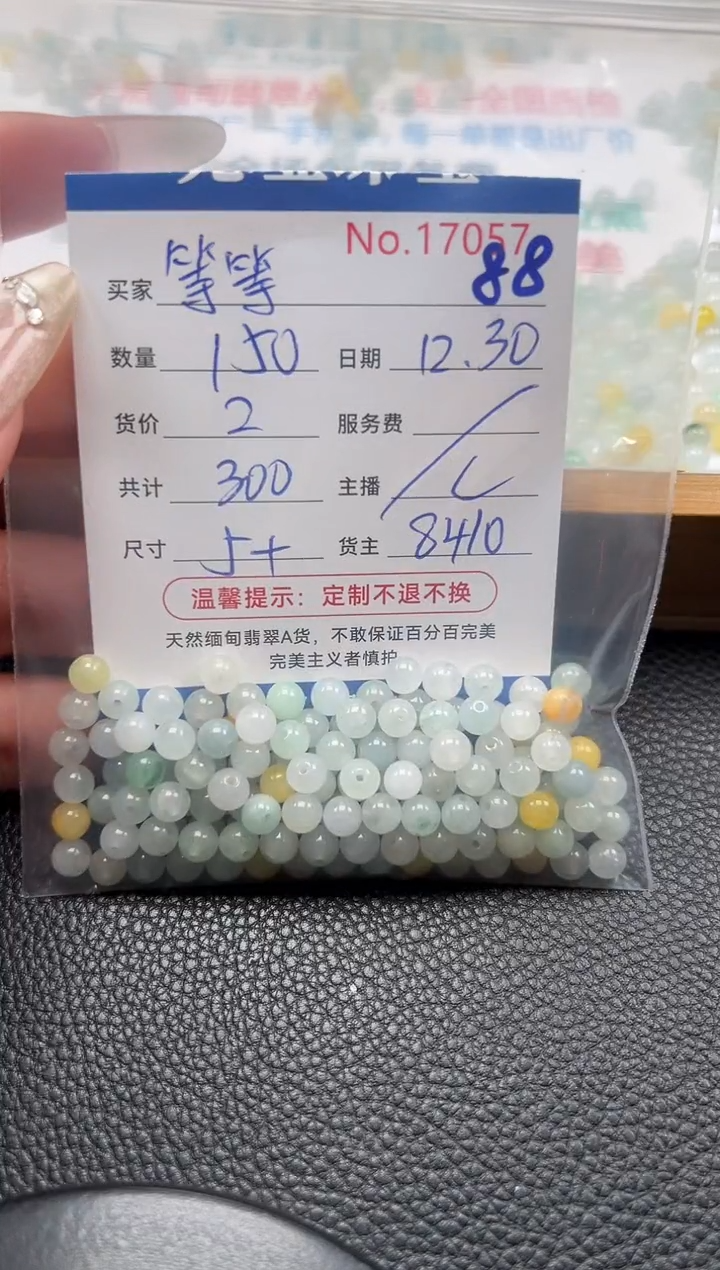 No.17057
88
买家 等等
数量 150 日期 12.30
货价 2 服务费 /
共计 300 主播 L
尺寸 5+ 货主 8410
温馨提示：定制不退不换
天然缅甸翡翠A货，不敢保证百分百完美
完美主义者慎护